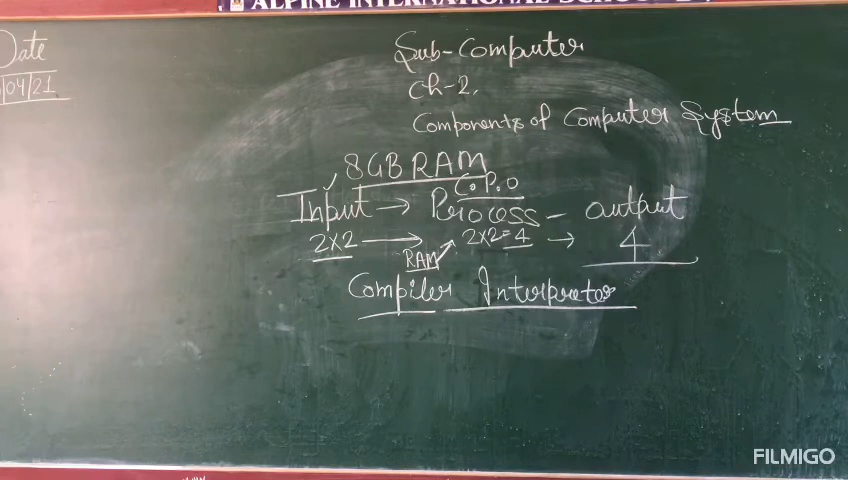 ALPINE INTERNATIONAL
Date
/04/21
Sub-Computer
Ch-2,
Components of Computer System
8GB RAM
C.P.O
Input → Process - output
2x2 → 2x2=4 → 4
RAM
Compiler Interpreter
FILMIGO